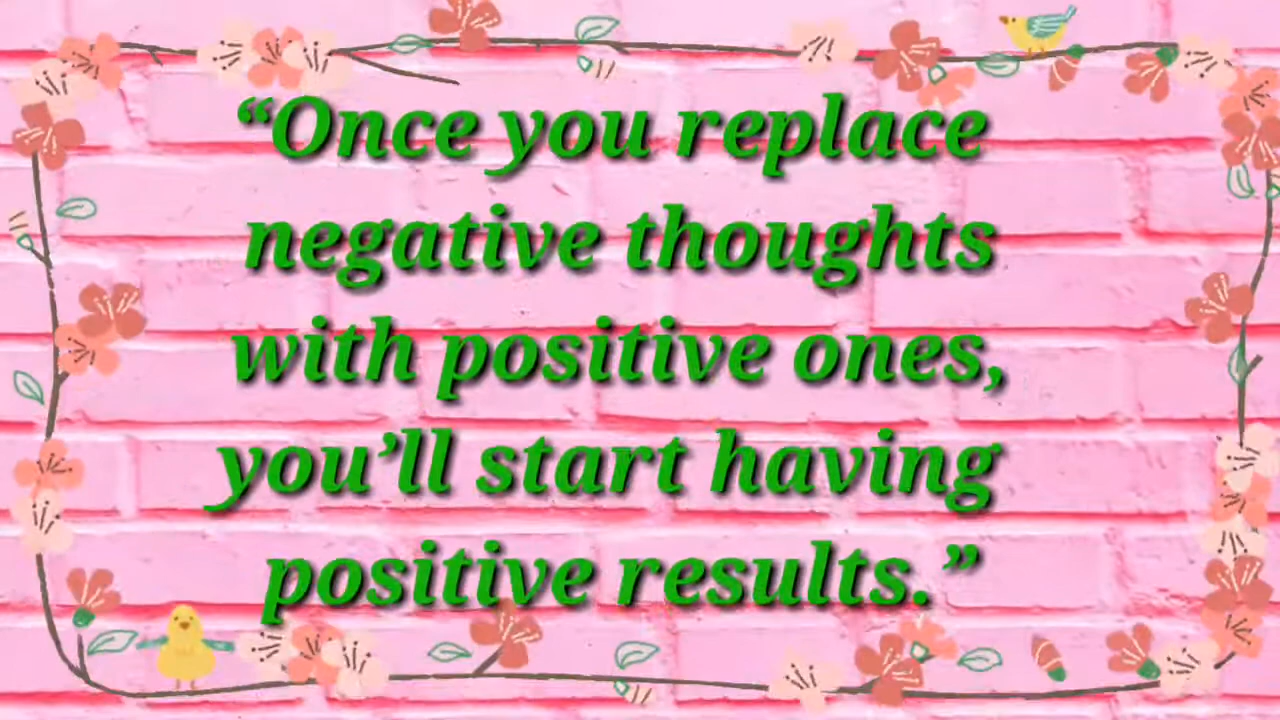 “Once you replace
negative thoughts
with positive ones,
you’ll start having
positive results.”